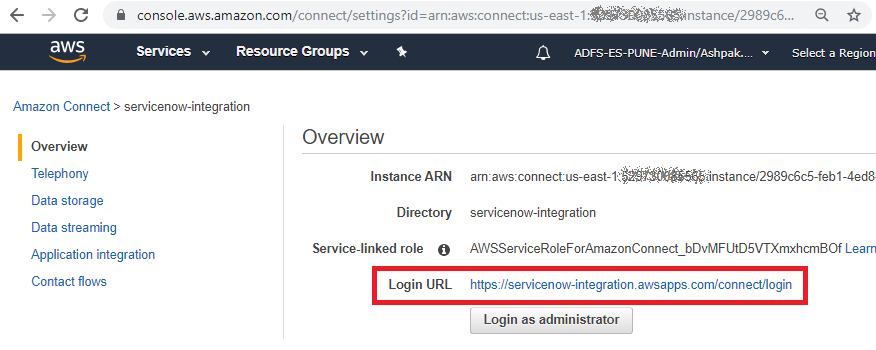 console.aws.amazon.com/connect/settings?id=arn:aws:connect:us-east-1: instance/2989c6...
aws Services Resource Groups ADFS-ES-PUNE-Admin/Ashpak.... Select a Region
Amazon Connect > servicenow-integration
Overview
Telephony
Data storage
Data streaming
Application integration
Contact flows
Overview
Instance ARN arn:aws:connect:us-east-1: instance/2989c6c5-feb1-4ed8-
Directory servicenow-integration
Service-linked role AWSServiceRoleForAmazonConnect_bDvMFUtD5VTXmxhcmBOf Learn
Login URL https://servicenow-integration.awsapps.com/connect/login
Login as administrator